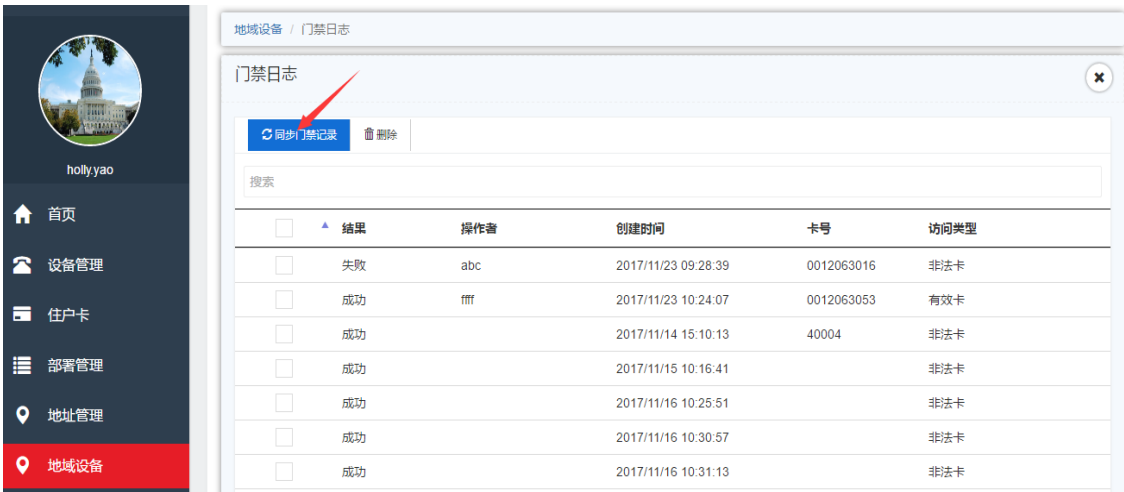 holly.yao
首页
设备管理
住户卡
部署管理
地址管理
地域设备
地域设备 / 门禁日志
门禁日志
同步门禁记录 删除
搜索
结果 操作者 创建时间 卡号 访问类型
失败 abc 2017/11/23 09:28:39 0012063016 非法卡
成功 ffff 2017/11/23 10:24:07 0012063053 有效卡
成功 2017/11/14 15:10:13 40004 非法卡
成功 2017/11/15 10:16:41 非法卡
成功 2017/11/16 10:25:51 非法卡
成功 2017/11/16 10:30:57 非法卡
成功 2017/11/16 10:31:13 非法卡